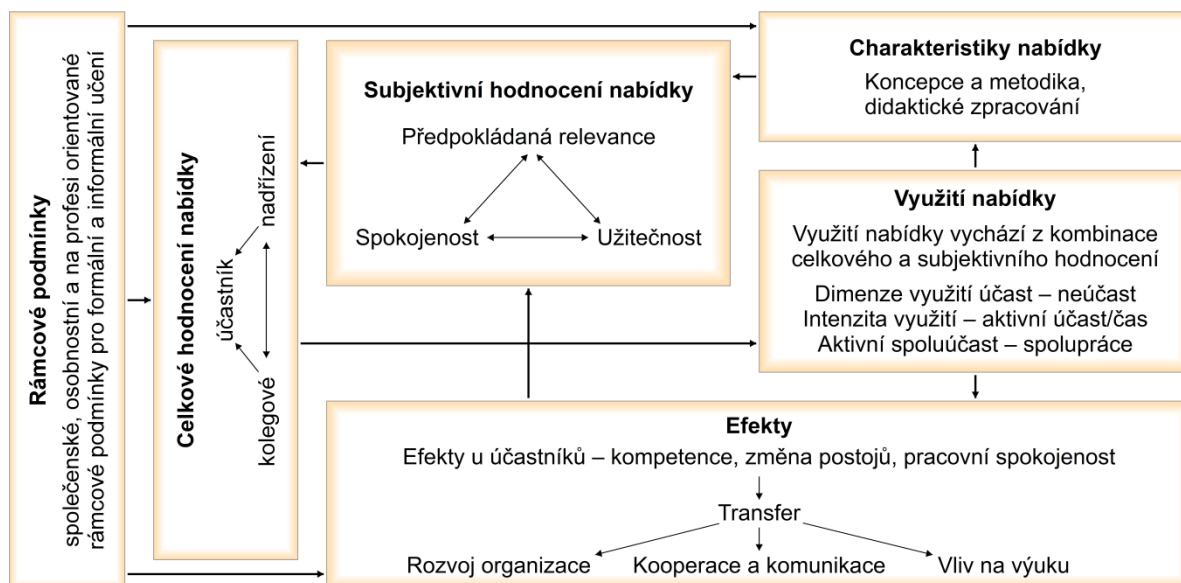 Rámcové podmínky
společenské, osobnostní a na profesi orientované
rámcové podmínky pro formální a informální učení
Celkové hodnocení nabídky
nadřízení
účastník
kolegové
Subjektivní hodnocení nabídky
Předpokládaná relevance
Spokojenost
Užitečnost
Charakteristiky nabídky
Koncepce a metodika,
didaktické zpracování
Využití nabídky
Využití nabídky vychází z kombinace
celkového a subjektivního hodnocení
Dimenze využití účast – neúčast
Intenzita využití – aktivní účast/čas
Aktivní spoluúčast – spolupráce
Efekty
Efekty u účastníků – kompetence, změna postojů, pracovní spokojenost
Transfer
Rozvoj organizace
Kooperace a komunikace
Vliv na výuku